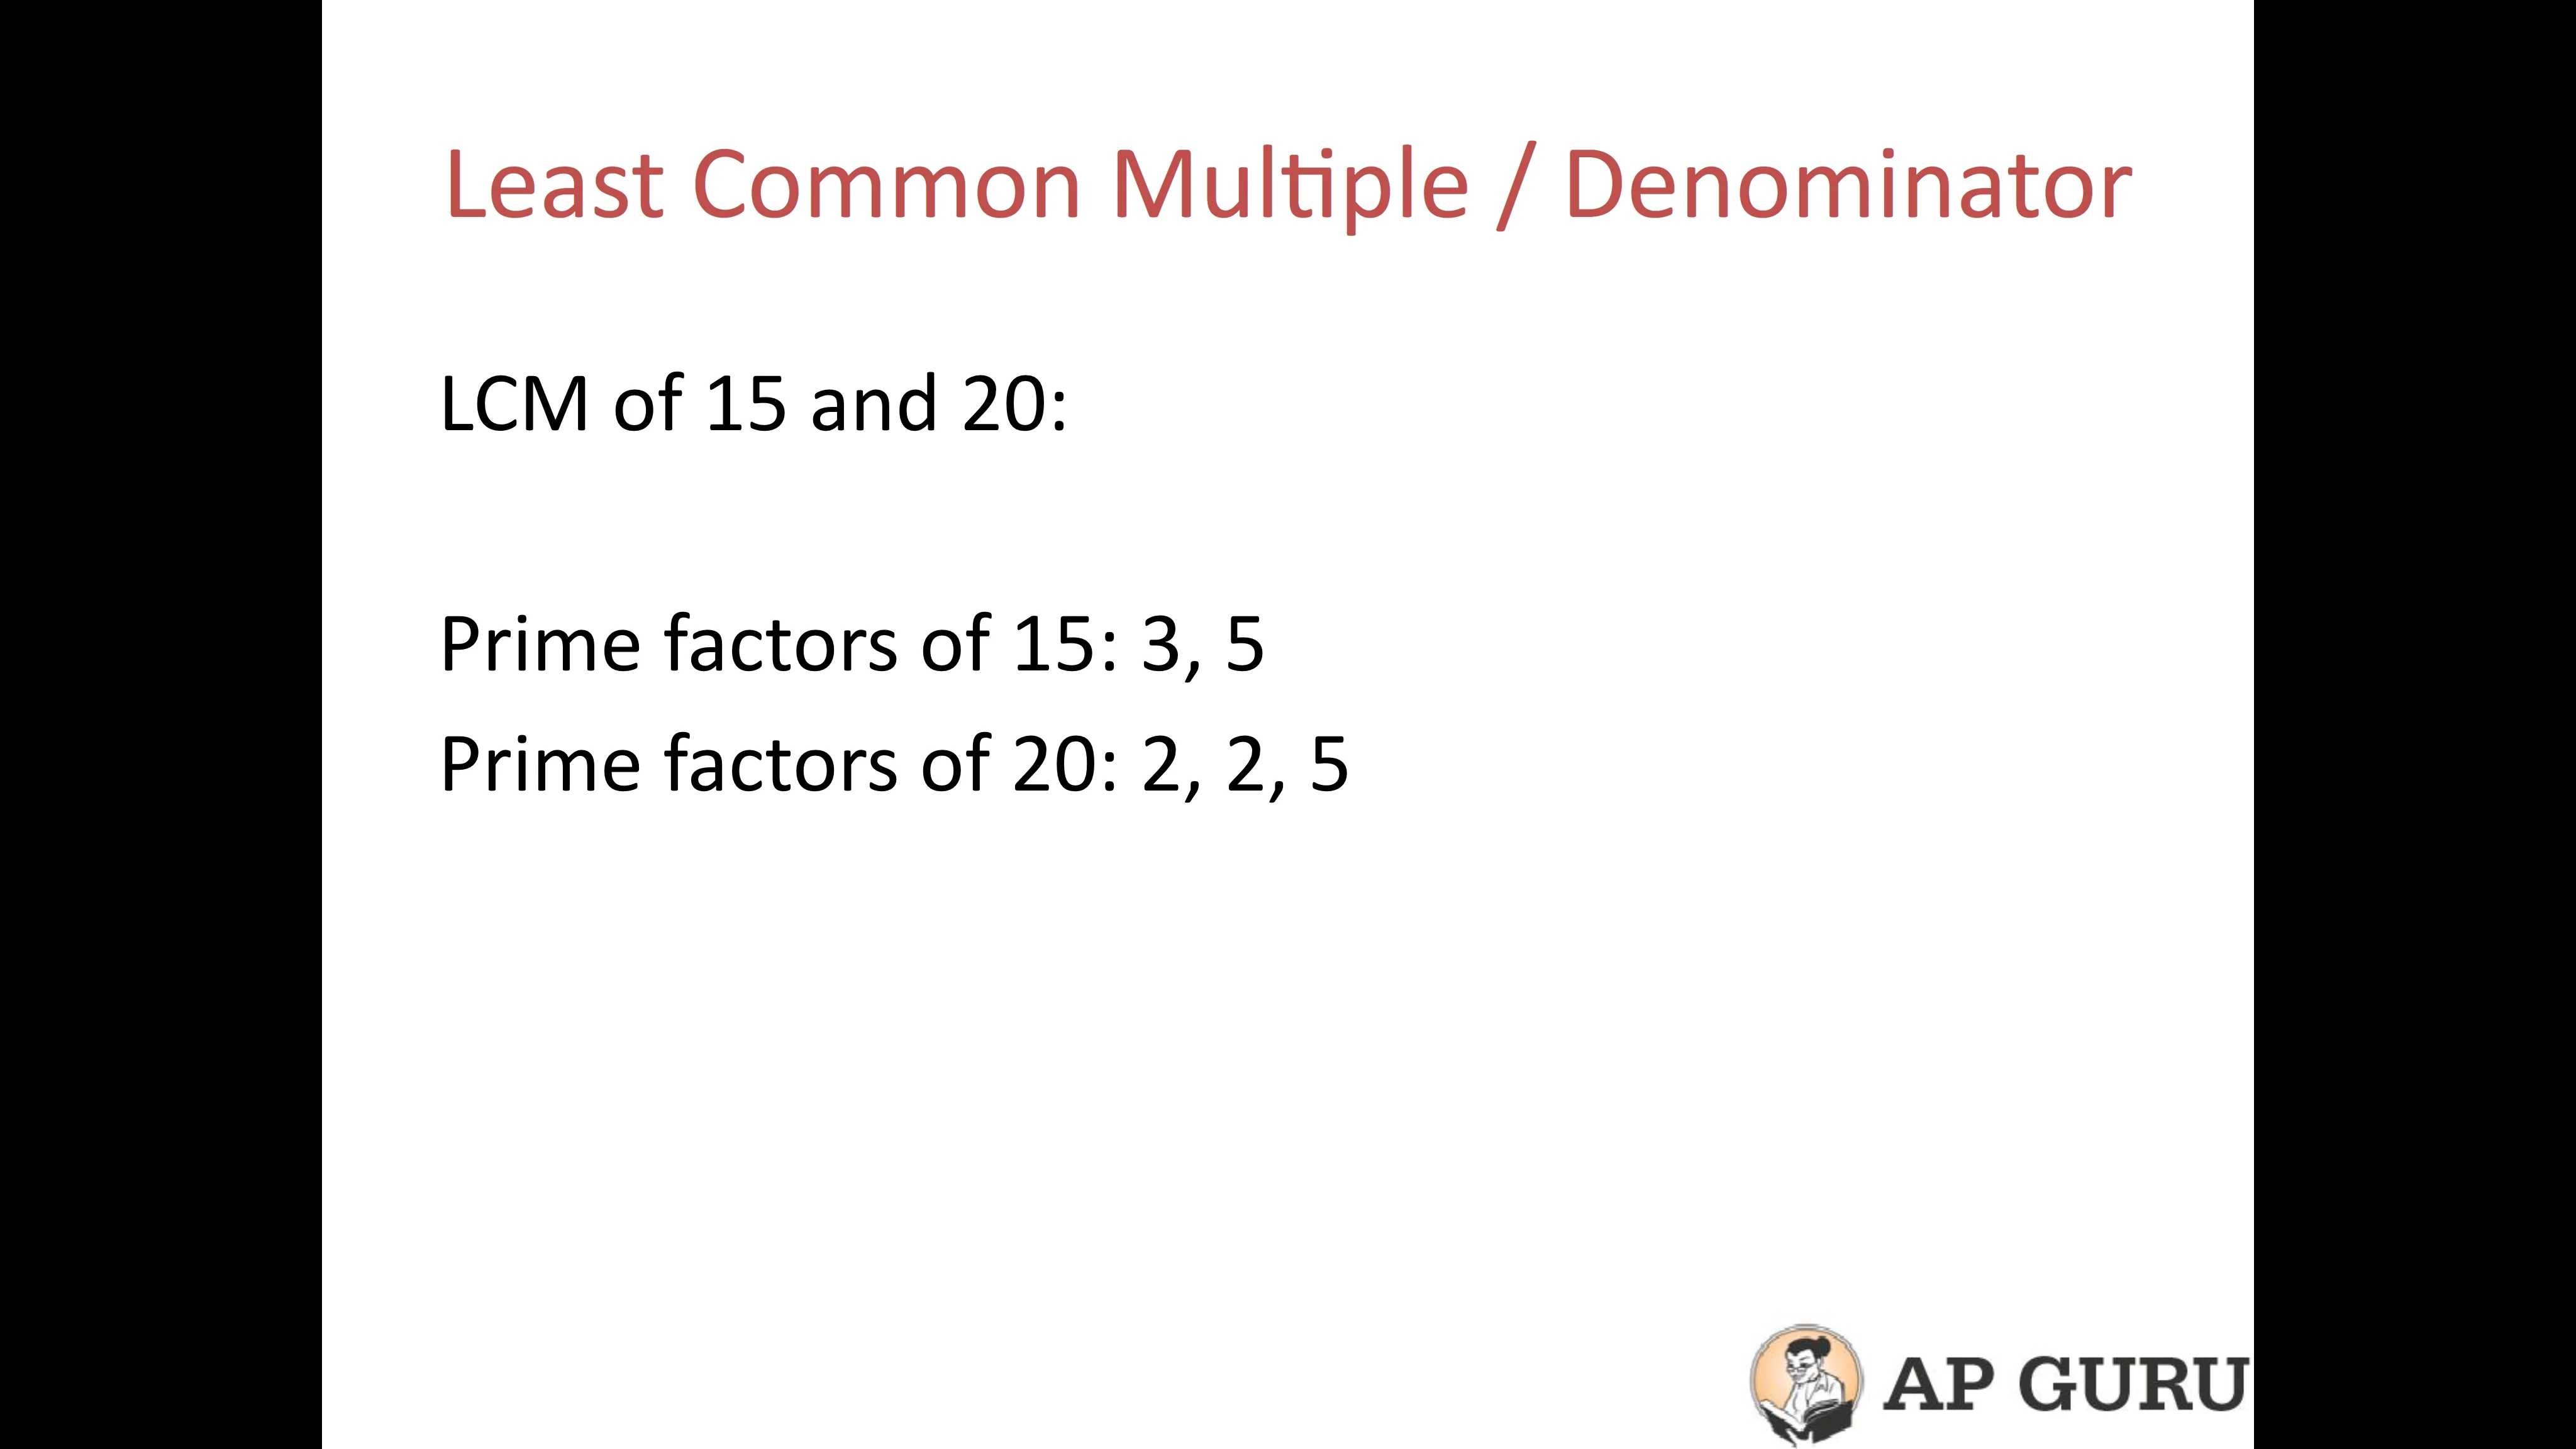 Least Common Multiple / Denominator
LCM of 15 and 20:
Prime factors of 15: 3, 5
Prime factors of 20: 2, 2, 5
AP GURU